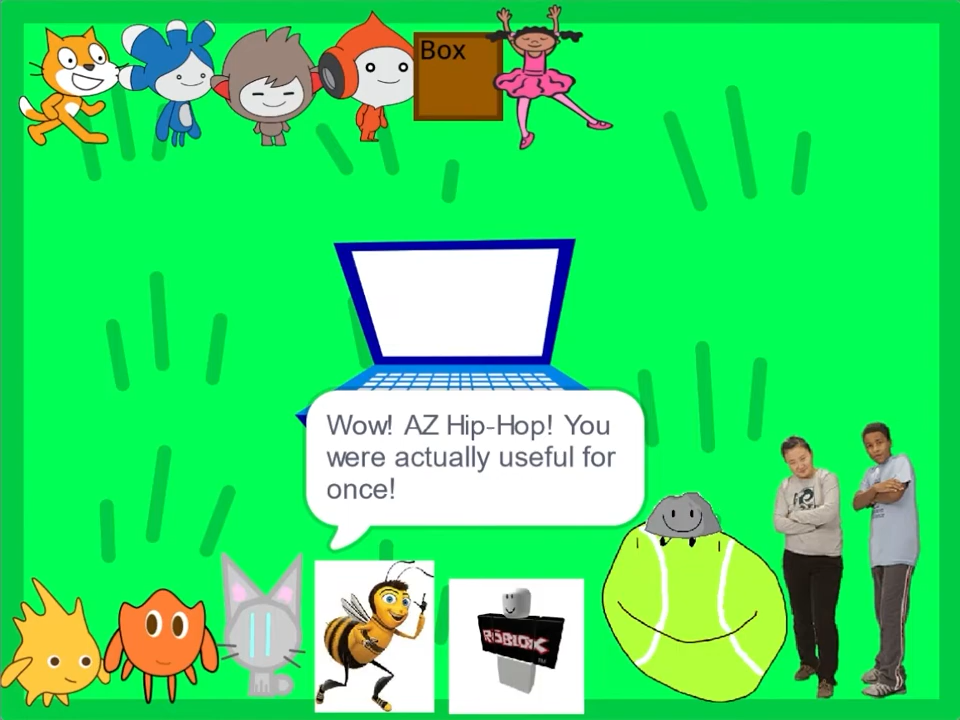 Box
Wow! AZ Hip-Hop! You
were actually useful for
once!
ROBLOX